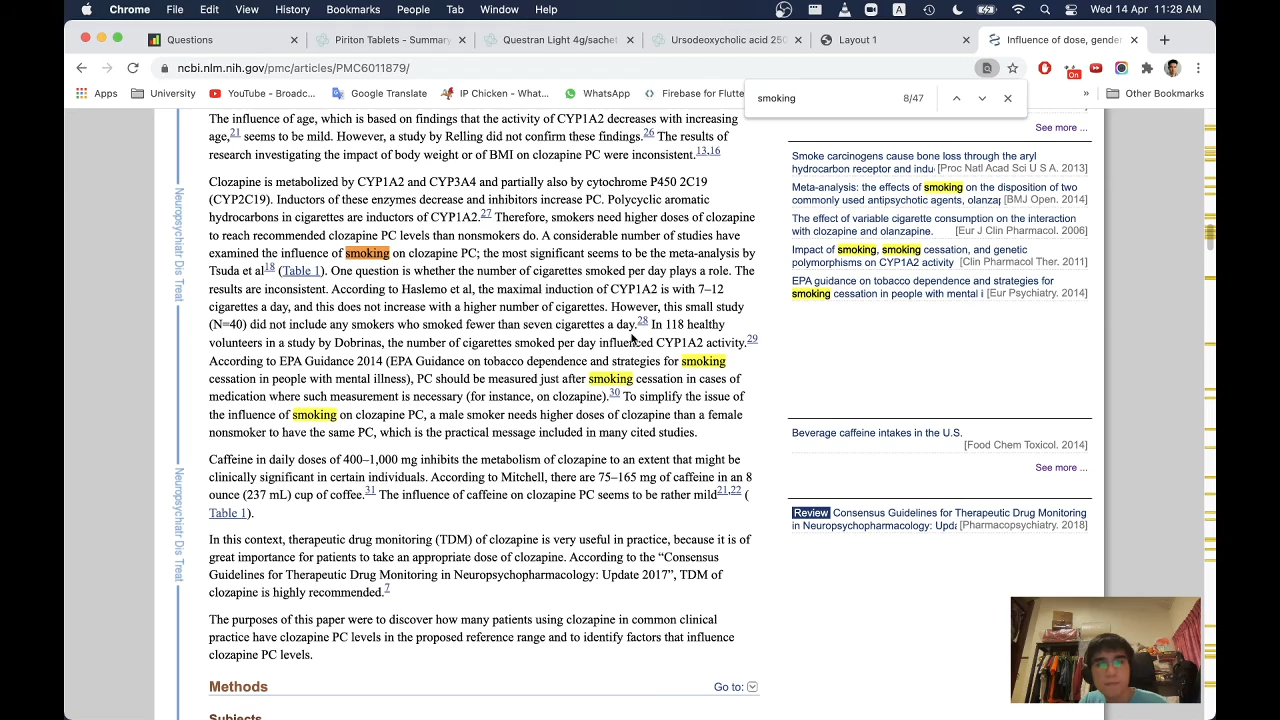 Chrome File Edit View History Bookmarks People Tab Window Help
8 100% Wed 14 Apr 11:28 AM
Questions
Piriton Tablets - Summary
Questran Light 4g/sachet
Ursodeoxycholic acid 250
Lecture 1
Influence of dose, gender
ncbi.nlm.nih.gov/pmc/articles/PMC6601879/
On
Apps YouTube - Broadc... Google Translate IP Chicken — WhatsApp Firebase for Flutte » Other Bookmarks
smoking 8/47
The influence of age, which is based on findings that the activity of CYP1A2 decreases with increasing
age,21 seems to be mild. However, a study by Relling did not confirm these findings.26 The results of
research investigating the impact of body weight or of BMI on clozapine PC were inconsistent.13,16
Clozapine is metabolized by CYP1A2 and CYP3A4 and partially also by cytochrome P450 2C19
(CYP2C19). Inducers of these enzymes increase and inhibitors decrease PC. Polycyclic aromatic
hydrocarbons in cigarettes are inductors of CYP1A2.27 Therefore, smokers need higher doses of clozapine
to reach recommended clozapine PC levels than nonsmokers do. A considerable number of studies have
examined the influence of smoking on clozapine PC; the most significant seems to be the meta-analysis by
Tsuda et al18 (Table 1). One question is whether the number of cigarettes smoked per day plays a role. The
results are inconsistent. According to Haslemo et al, the maximal induction of CYP1A2 is with 7–12
cigarettes a day, and this does not increase with a higher number of cigarettes. However, this small study
(N=40) did not include any smokers who smoked fewer than seven cigarettes a day.28 In 118 healthy
volunteers in a study by Dobrinas, the number of cigarettes smoked per day influenced CYP1A2 activity.29
According to EPA Guidance 2014 (EPA Guidance on tobacco dependence and strategies for smoking
cessation in people with mental illness), PC should be measured just after smoking cessation in cases of
medication where such measurement is necessary (for instance, on clozapine).30 To simplify the issue of
the influence of smoking on clozapine PC, a male smoker needs higher doses of clozapine than a female
nonsmoker to have the same PC, which is the practical message included in many cited studies.
Caffeine in daily doses of 400–1,000 mg inhibits the metabolism of clozapine to an extent that might be
clinically significant in certain individuals. According to Mitchell, there are 75–165 mg of caffeine in an 8
ounce (237 mL) cup of coffee.31 The influence of caffeine on clozapine PC seems to be rather mild21,22 (
Table 1).
In this context, therapeutic drug monitoring (TDM) of clozapine is very useful in practice, because it is of
great importance for patients to take an appropriate dose of clozapine. According to the “Consensus
Guidelines for Therapeutic Drug Monitoring in Neuropsychopharmacology: Update 2017”, TDM of
clozapine is highly recommended.7
The purposes of this paper were to discover how many patients using clozapine in common clinical
practice have clozapine PC levels in the proposed reference range and to identify factors that influence
clozapine PC levels.
Methods Go to:
Subjects
Neuropsychiatr Dis Treat
Neuropsychiatr Dis Treat
See more ...
Smoke carcinogens cause bone loss through the aryl
hydrocarbon receptor and indu [Proc Natl Acad Sci U S A. 2013]
Meta-analysis: the effects of smoking on the disposition of two
commonly used antipsychotic agents, olanzap [BMJ Open. 2014]
The effect of variable cigarette consumption on the interaction
with clozapine and olanzapine. [Eur J Clin Pharmacol. 2006]
Impact of smoking, smoking cessation, and genetic
polymorphisms on CYP1A2 activity [Clin Pharmacol Ther. 2011]
EPA guidance on tobacco dependence and strategies for
smoking cessation in people with mental i [Eur Psychiatry. 2014]
Beverage caffeine intakes in the U.S.
[Food Chem Toxicol. 2014]
See more ...
Review Consensus Guidelines for Therapeutic Drug Monitoring
in Neuropsychopharmacology: Upda [Pharmacopsychiatry. 2018]